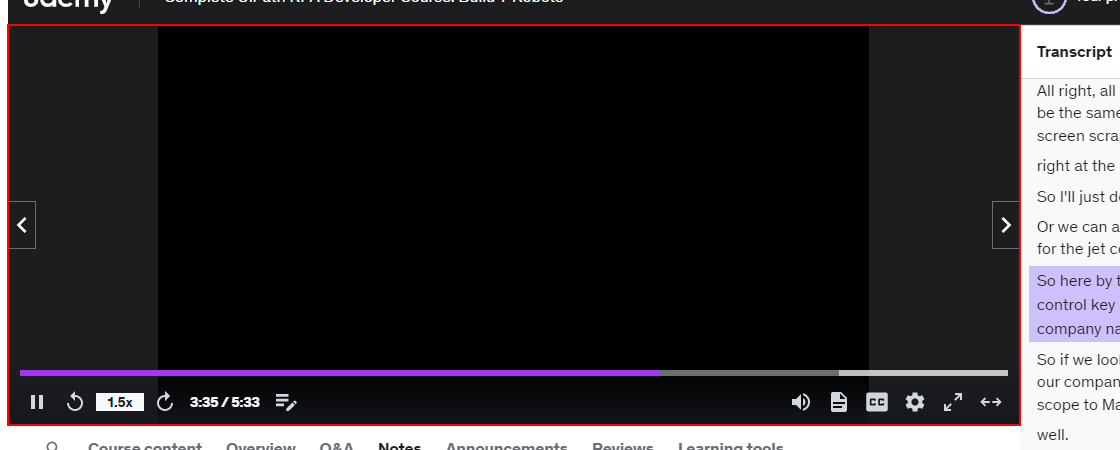 udemy
Complete UiPath RPA Developer Course: Build 7 Robots
Transcript
All right, all
be the same
screen scra
right at the
So I'll just d
Or we can a
for the jet c
So here by t
control key
company na
So if we loo
our compan
scope to Ma
well.
1.5x
3:35 / 5:33
CC
Course content
Overview
Q&A
Notes
Announcements
Reviews
Learning tools